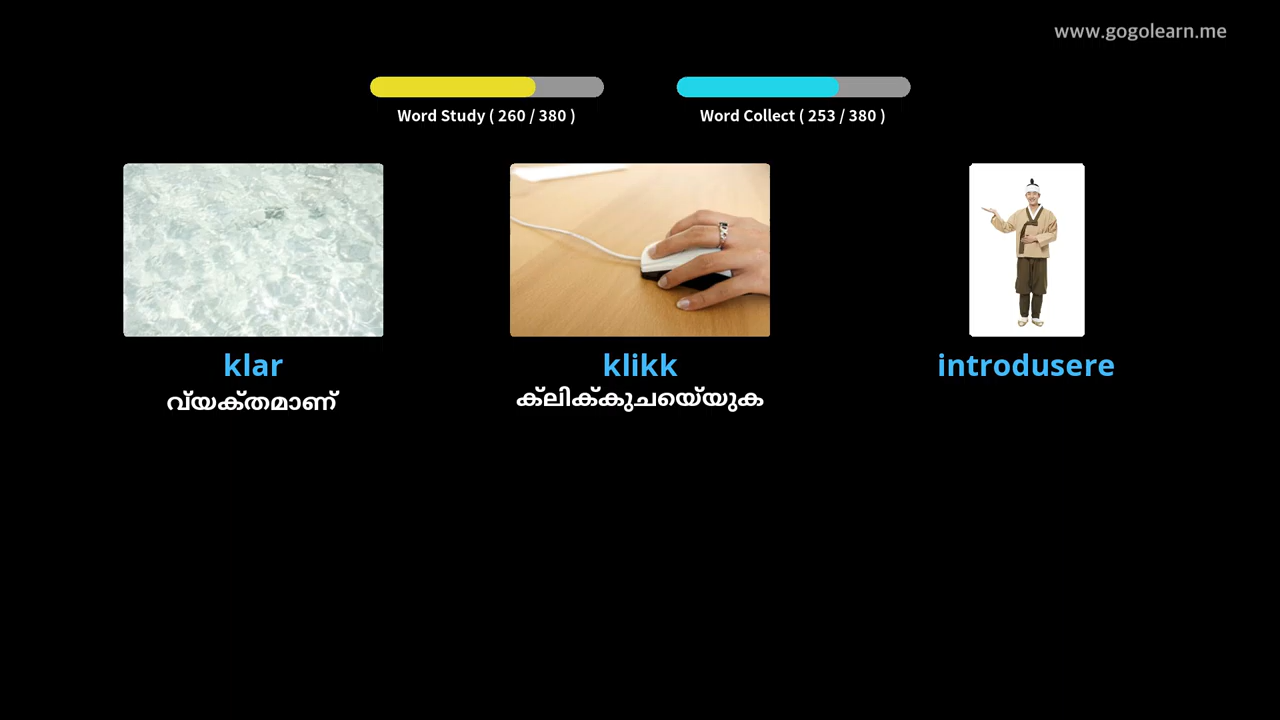 www.gogolearn.me
Word Study ( 260 / 380 )
Word Collect ( 253 / 380 )
klar
klikk
introdusere
വ്യക്തമാണ്
ക്ലിക്കുചെയ്യുക